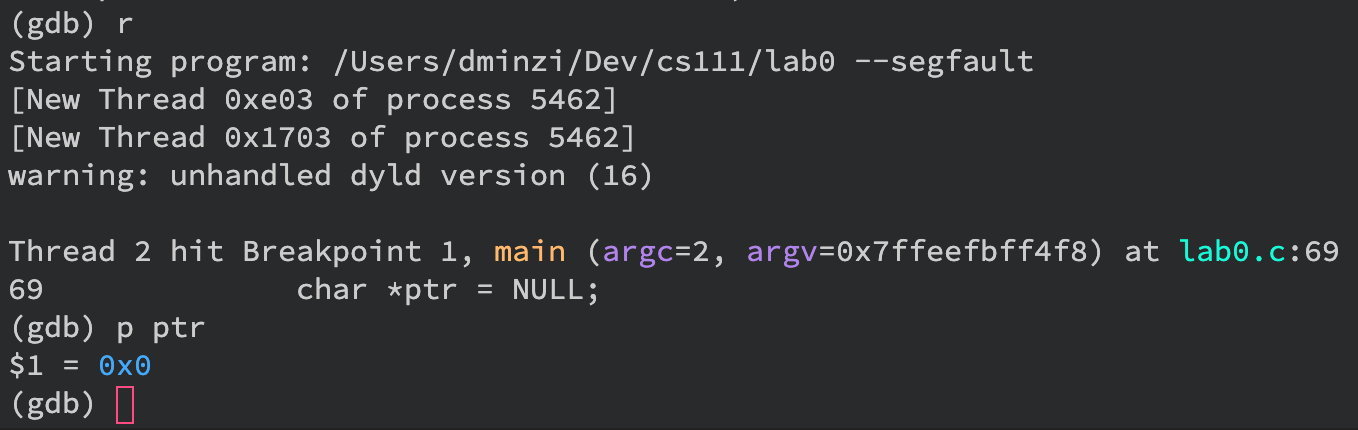 (gdb) r
Starting program: /Users/dminzi/Dev/cs111/lab0 --segfault
[New Thread 0xe03 of process 5462]
[New Thread 0x1703 of process 5462]
warning: unhandled dyld version (16)
Thread 2 hit Breakpoint 1, main (argc=2, argv=0x7ffeefbff4f8) at lab0.c:69
69              char *ptr = NULL;
(gdb) p ptr
$1 = 0x0
(gdb)